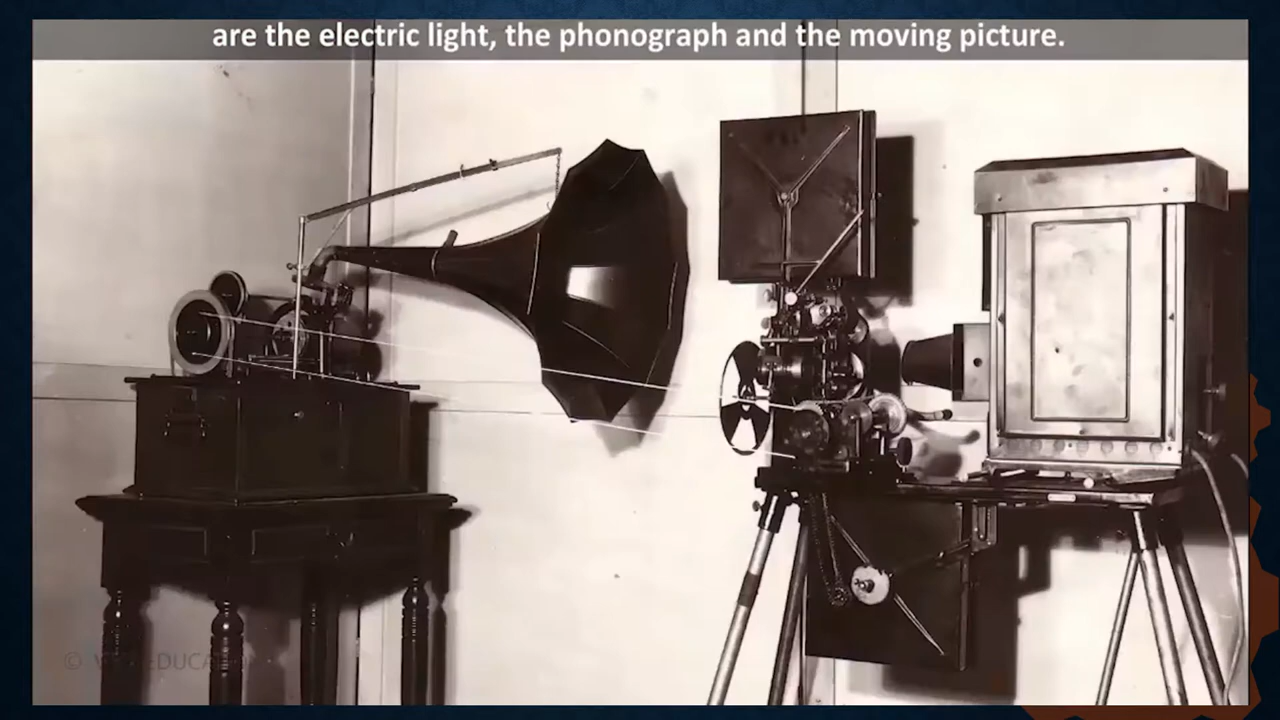 are the electric light, the phonograph and the moving picture.